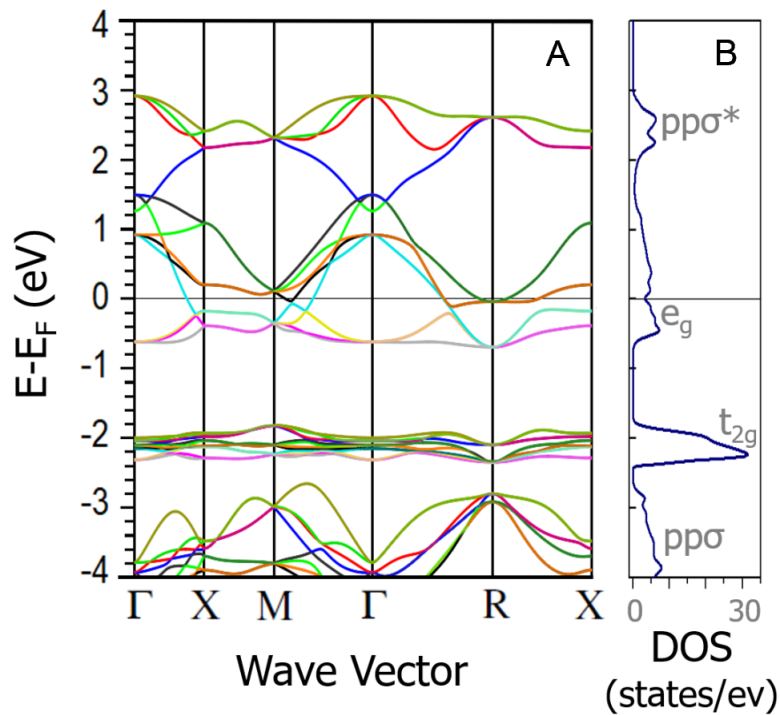 A
B
E-E_F (eV)
4
3
2
1
0
-1
-2
-3
-4
Γ X M Γ R X
Wave Vector
ppσ*
e_g
t_2g
ppσ
0 30
DOS
(states/ev)